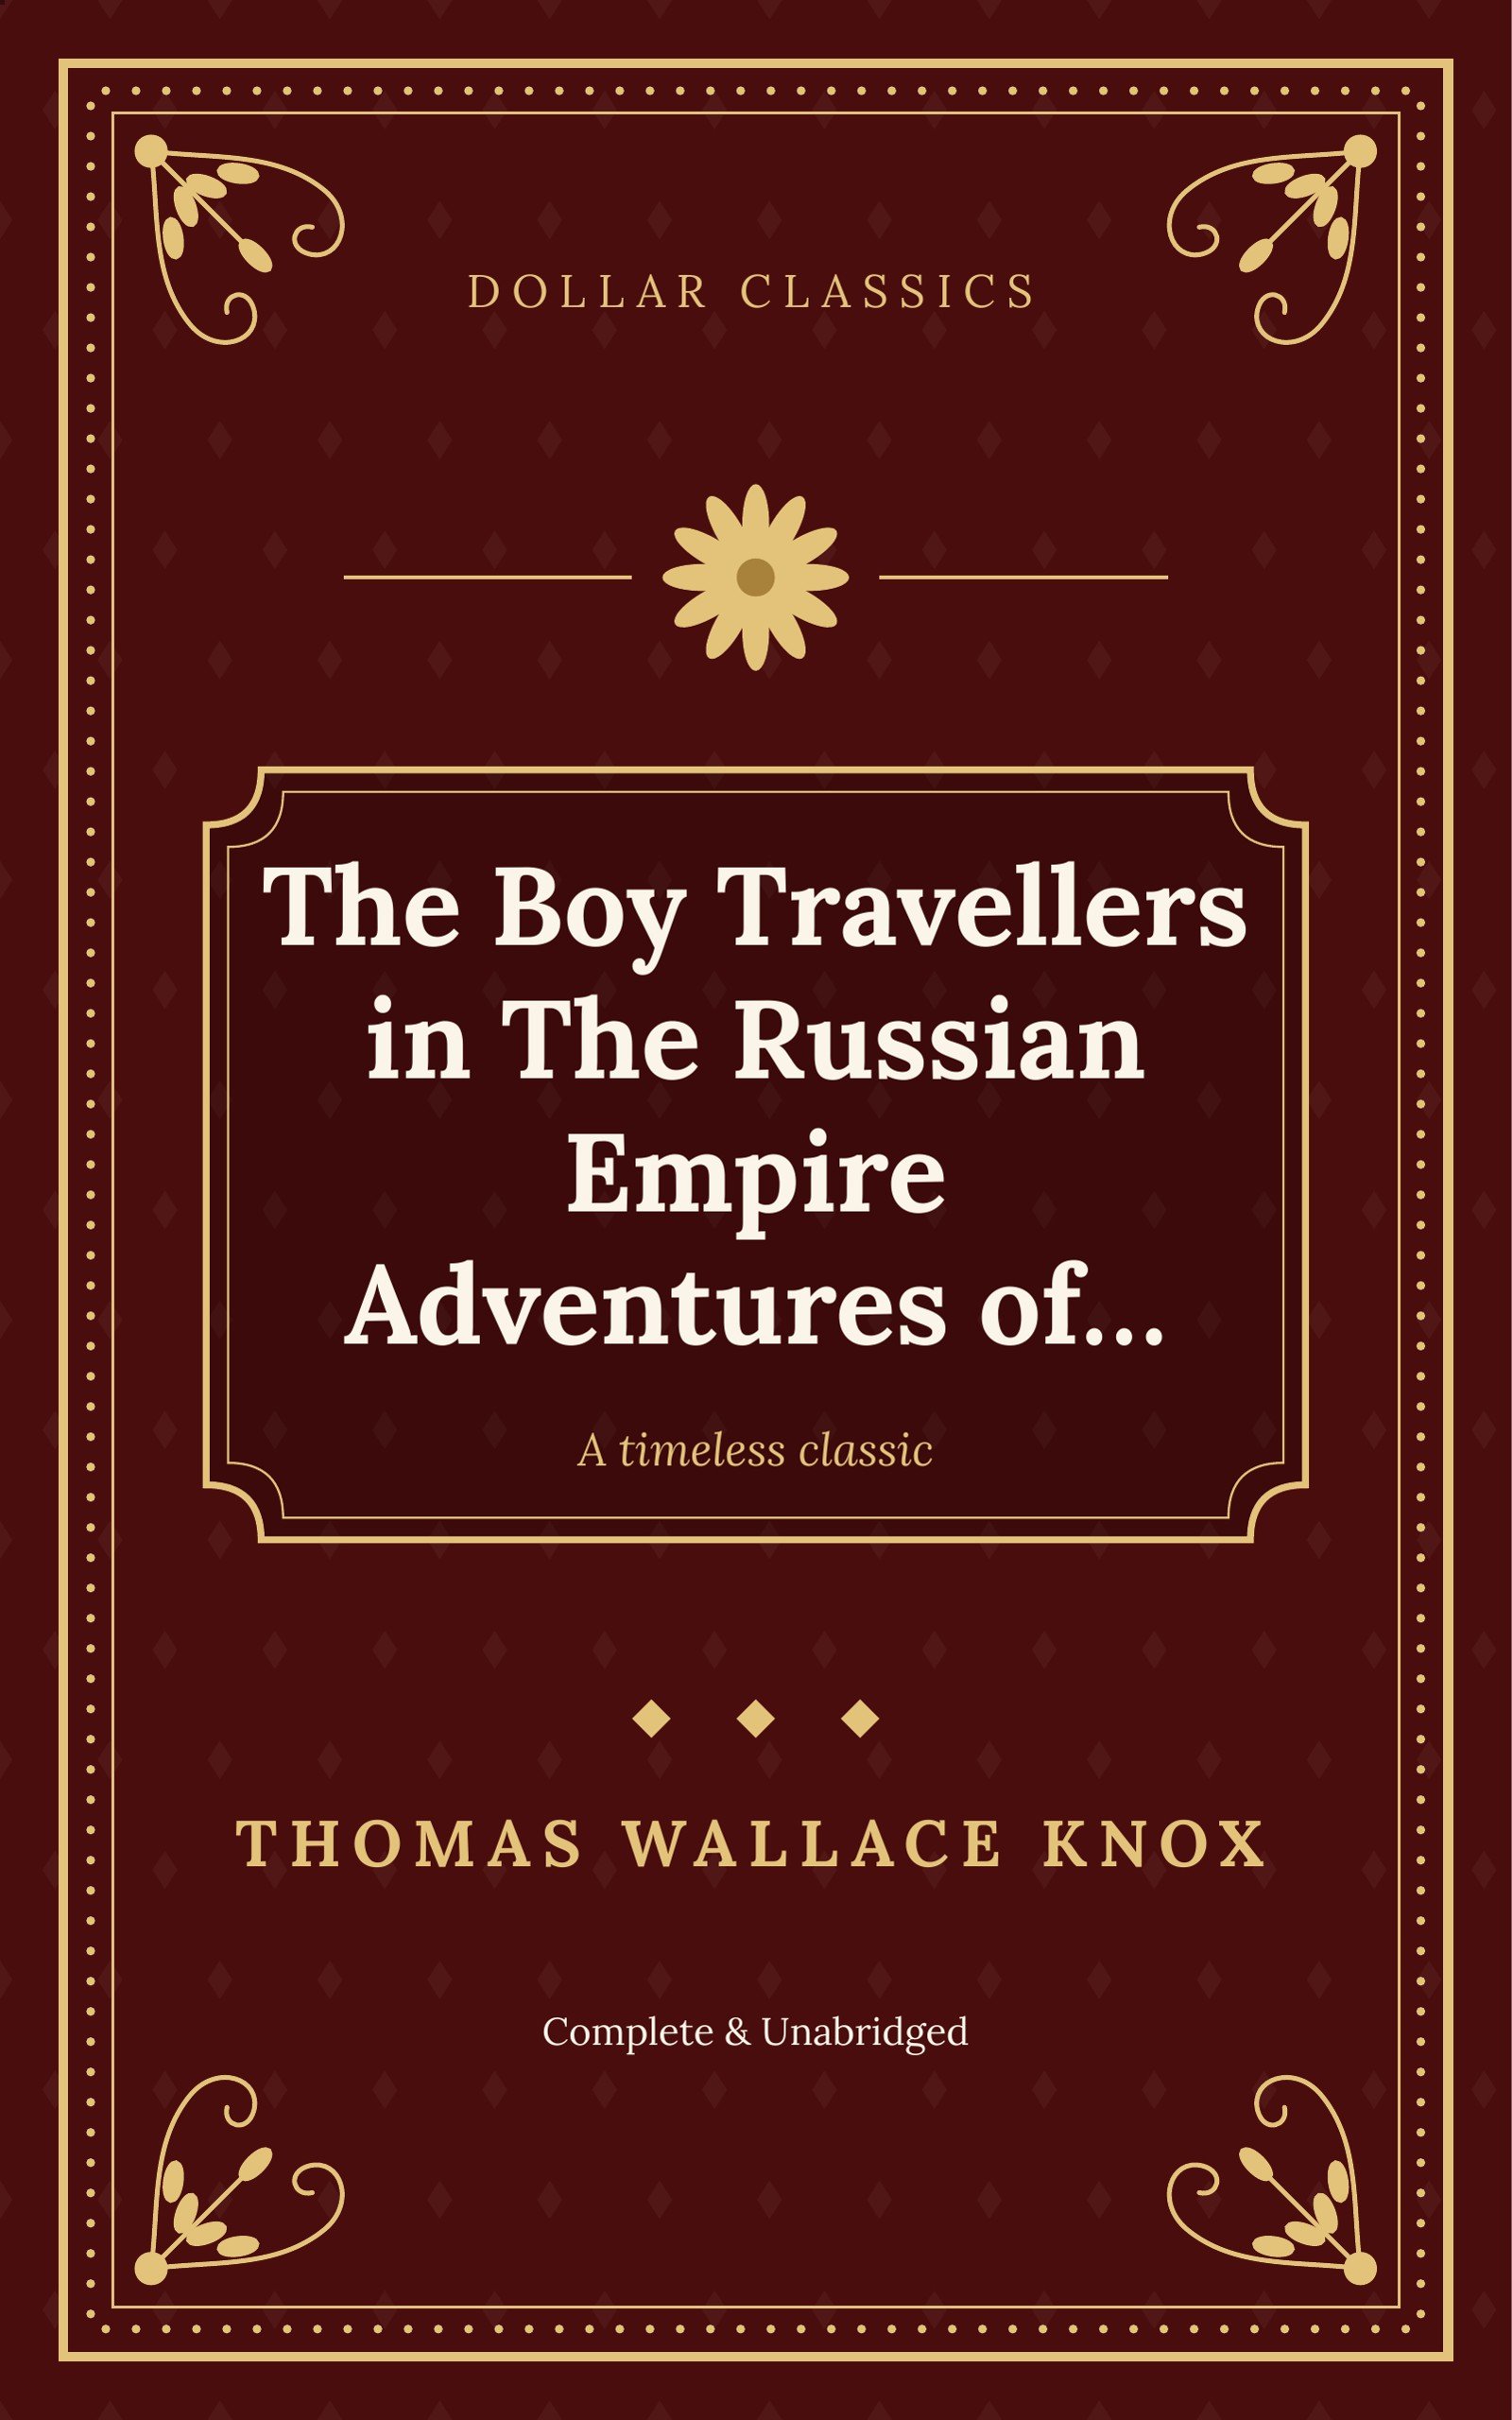 DOLLAR CLASSICS
The Boy Travellers
in The Russian
Empire
Adventures of...
A timeless classic
THOMAS WALLACE KNOX
Complete & Unabridged